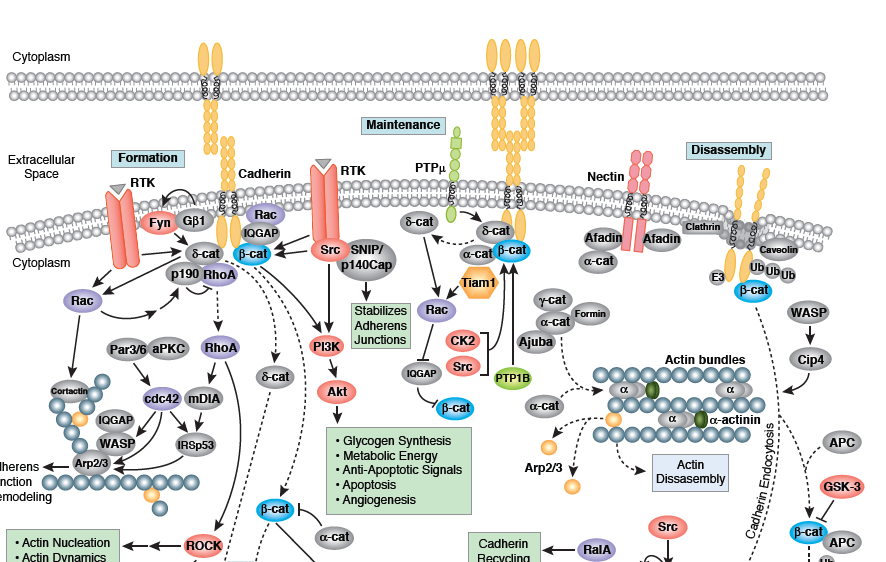 Cytoplasm
Maintenance
Extracellular
Space
Formation
Cadherin
Disassembly
RTK
RTK
PTPμ
Nectin
Fyn
Gβ1
Rac
IQGAP
β-cat
Src
SNIP/
p140Cap
δ-cat
δ-cat
α-cat
β-cat
Afadin
Afadin
α-cat
Clathrin
Caveolin
E3
Ub
Ub
Ub
β-cat
Cytoplasm
δ-cat
p190
RhoA
Tiam1
Rac
Rac
Stabilizes
Adherens
Junctions
γ-cat
α-cat
Formin
Ajuba
WASP
CK2
Src
PI3K
Par3/6
aPKC
RhoA
IQGAP
PTP1B
Actin bundles
Cip4
δ-cat
Akt
Cortactin
cdc42
mDIA
β-cat
α-cat
α
α
α
α-actinin
IQGAP
WASP
IRSp53
Arp2/3
• Glycogen Synthesis
• Metabolic Energy
• Anti-Apoptotic Signals
• Apoptosis
• Angiogenesis
Arp2/3
Actin
Disassembly
Cadherin Endocytosis
APC
GSK-3
dherens
nction
emodeling
β-cat
α-cat
Src
β-cat
APC
Ub
• Actin Nucleation
• Actin Dynamics
ROCK
Cadherin
Recycling
RalA